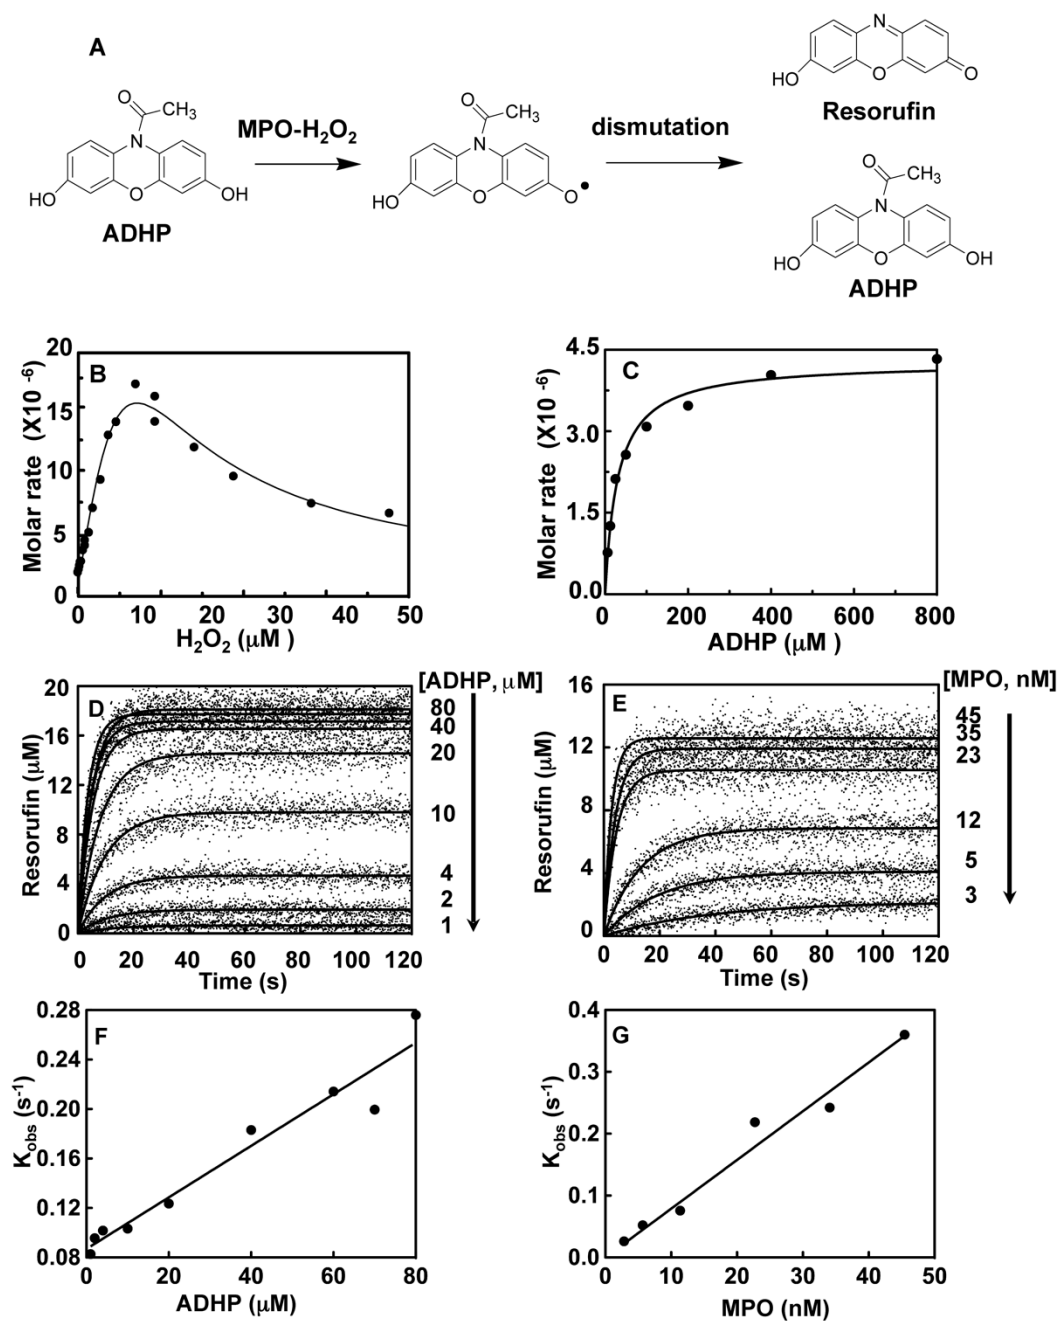 A
O
CH3
N
HO
O
OH
ADHP
MPO-H2O2
O
CH3
N
HO
O
O•
dismutation
N
HO
O
O
Resorufin
O
CH3
N
HO
O
OH
ADHP
B
Molar rate (X10 -6)
20
15
10
5
0
0
10
20
30
40
50
H2O2 (μM )
C
Molar rate (X10 -6)
4.5
3.0
1.5
0.0
0
200
400
600
800
ADHP (μM )
D
Resorufin (μM)
20
16
12
8
4
0
0
20
40
60
80
100
120
Time (s)
[ADHP, μM]
80
40
20
10
4
2
1
E
Resorufin (μM)
16
12
8
4
0
0
20
40
60
80
100
120
Time (s)
[MPO, nM]
45
35
23
12
5
3
F
Kobs (s-1)
0.28
0.24
0.20
0.16
0.12
0.08
0
20
40
60
80
ADHP (μM)
G
Kobs (s-1)
0.4
0.3
0.2
0.1
0.0
0
10
20
30
40
50
MPO (nM)